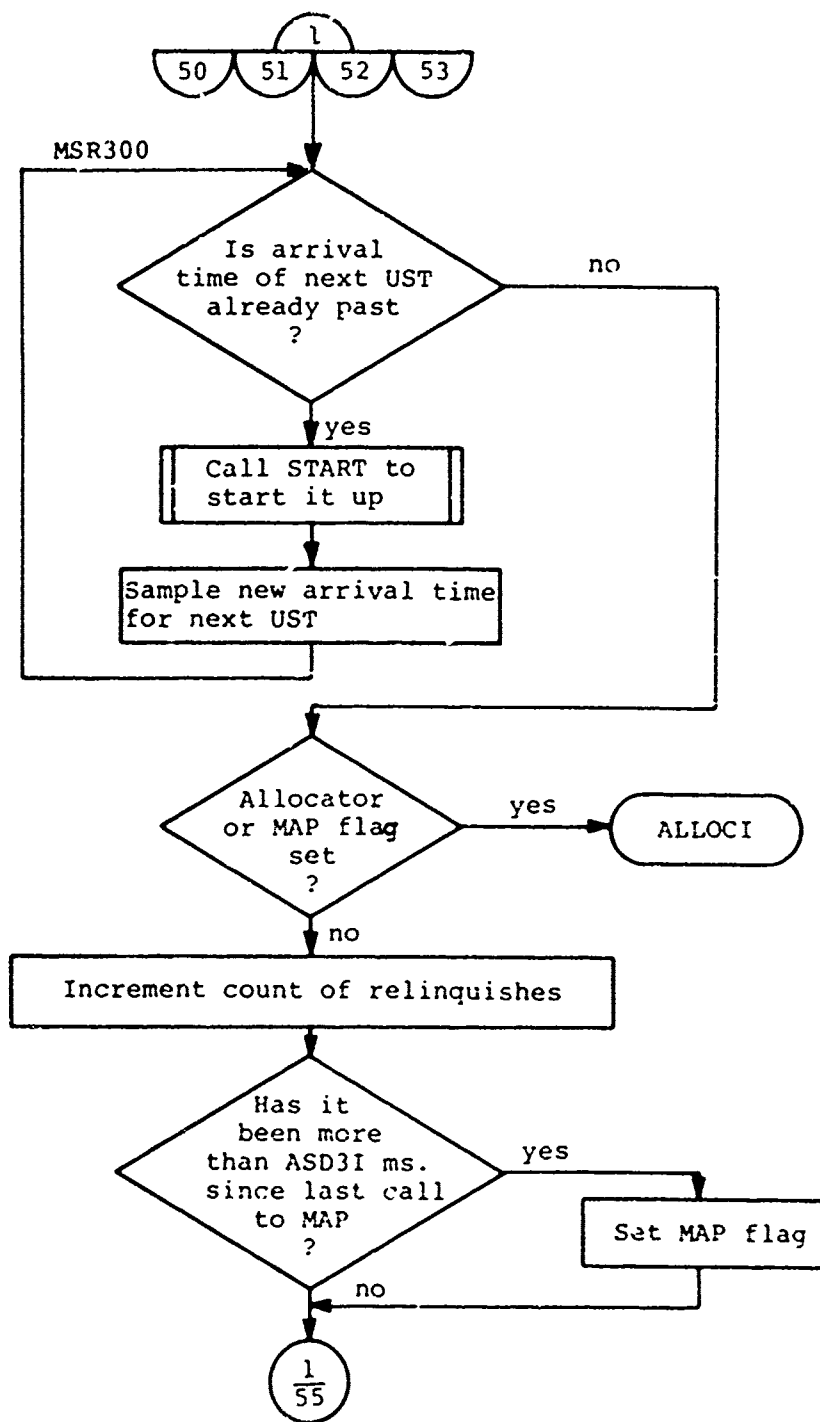 1
50 51 52 53
MSR300
Is arrival
time of next UST
already past
?
no
yes
Call START to
start it up
Sample new arrival time
for next UST
Allocator
or MAP flag
set
?
yes
ALLOCI
no
Increment count of relinquishes
Has it
been more
than ASD3I ms.
since last call
to MAP
?
yes
Set MAP flag
no
1
55